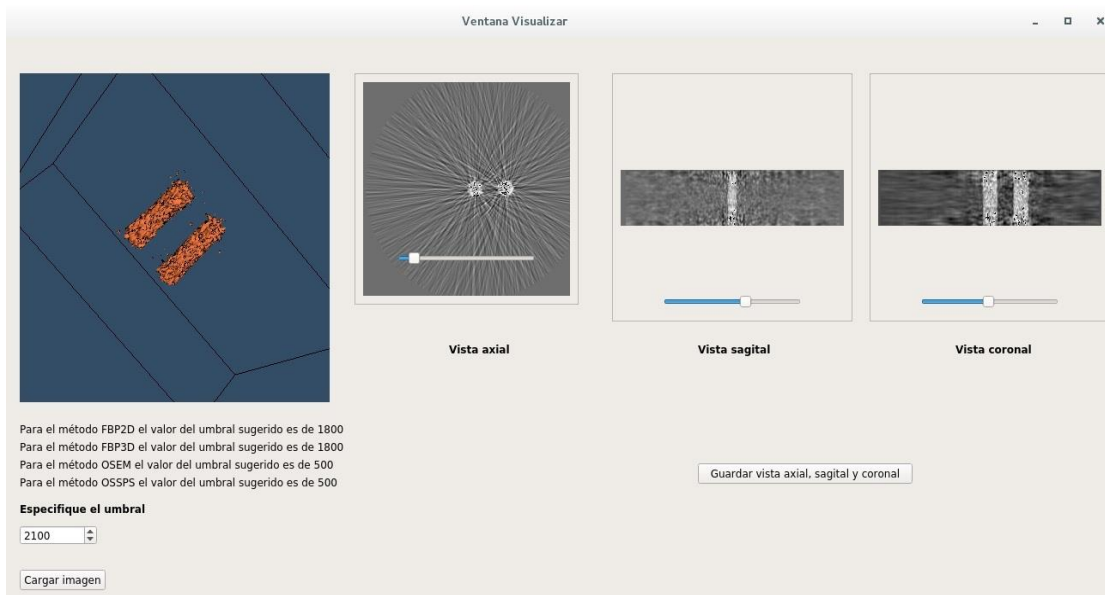 Ventana Visualizar
Vista axial
Vista sagital
Vista coronal
Para el método FBP2D el valor del umbral sugerido es de 1800
Para el método FBP3D el valor del umbral sugerido es de 1800
Para el método OSEM el valor del umbral sugerido es de 500
Para el método OSSPS el valor del umbral sugerido es de 500
Guardar vista axial, sagital y coronal
Especifique el umbral
2100
Cargar imagen